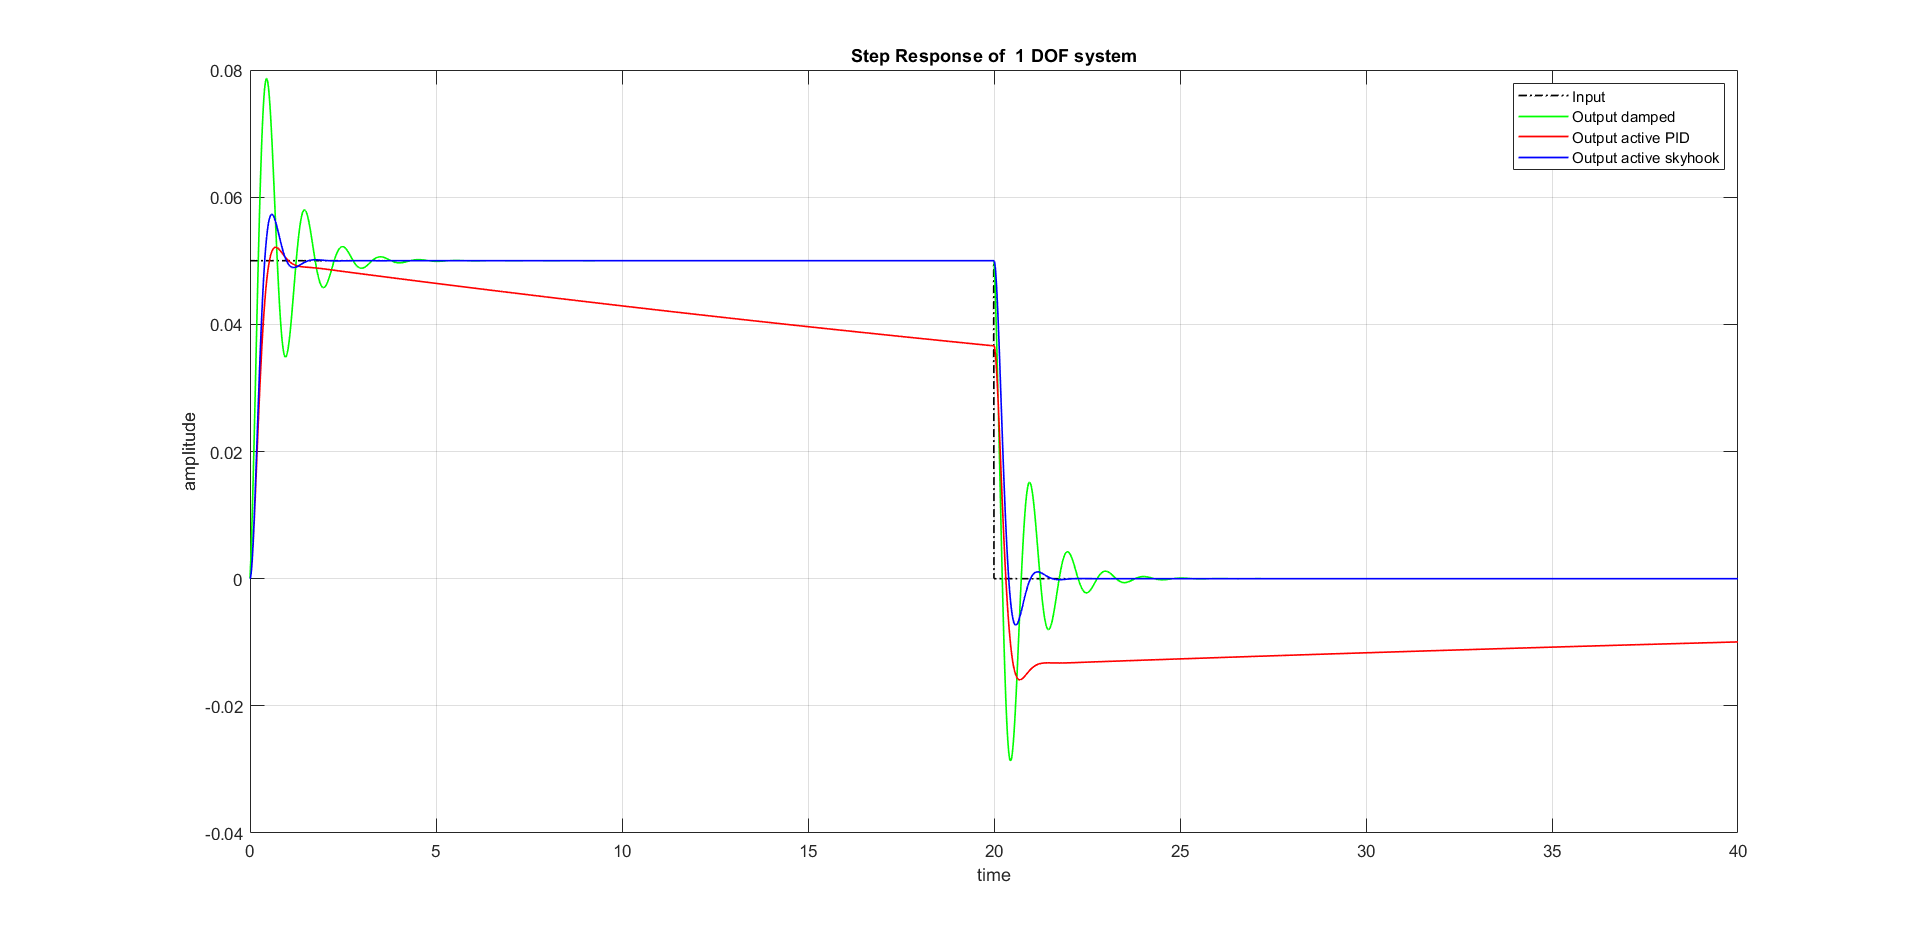 Step Response of  1 DOF system
Input
Output damped
Output active PID
Output active skyhook
amplitude
0.08
0.06
0.04
0.02
0
-0.02
-0.04
0 5 10 15 20 25 30 35 40
time